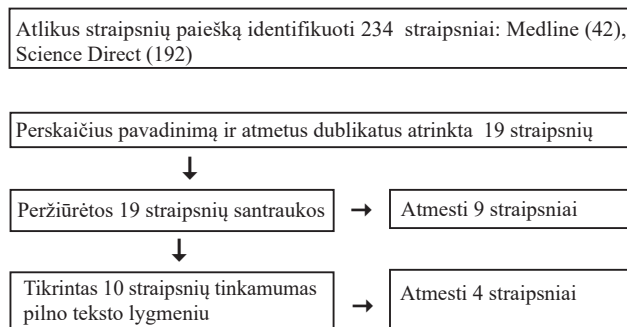 Atlikus straipsnių paiešką identifikuoti 234 straipsniai: Medline (42),
Science Direct (192)
Perskaičius pavadinimą ir atmetus dublikatus atrinkta 19 straipsnių
Peržiūrėtos 19 straipsnių santraukos
Atmesti 9 straipsniai
Tikrintas 10 straipsnių tinkamumas
pilno teksto lygmeniu
Atmesti 4 straipsniai